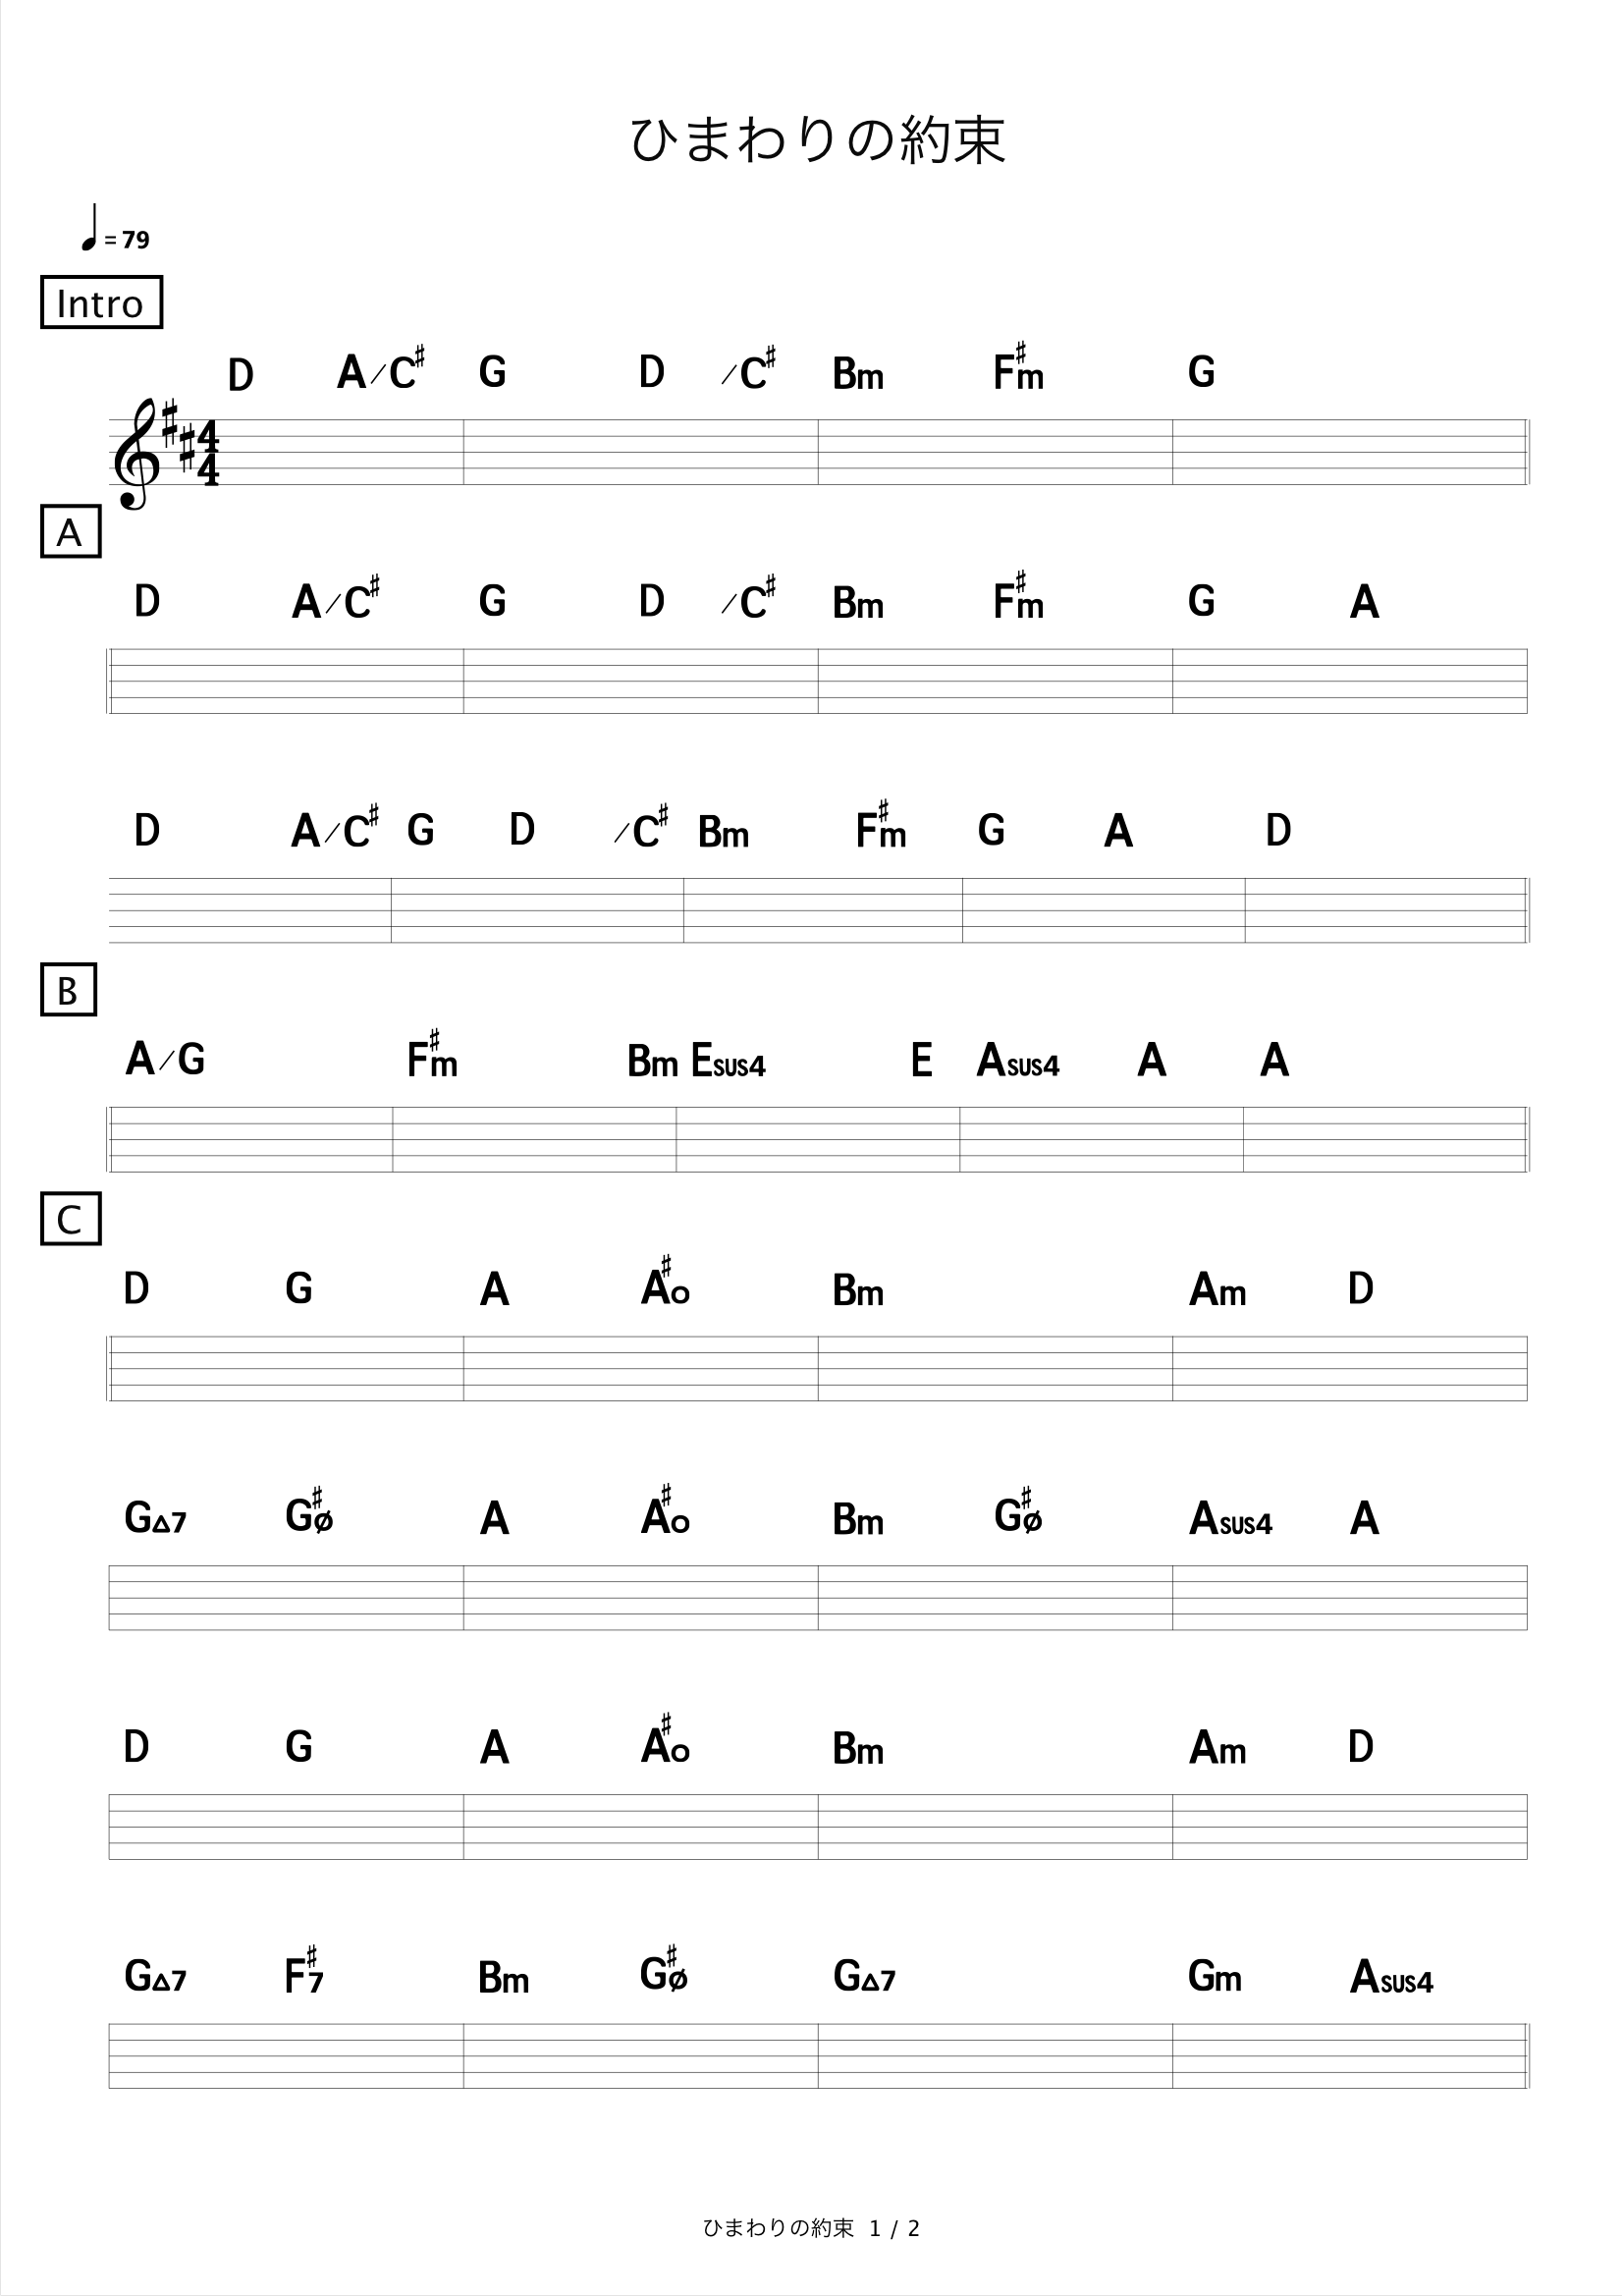 ひまわりの約束
= 79
Intro
D A/C♯ G D /C♯ Bm F♯m G
4
4
A
D A/C♯ G D /C♯ Bm F♯m G A
D A/C♯ G D /C♯ Bm F♯m G A D
B
A/G F♯m Bm Esus4 E Asus4 A A
C
D G A A♯o Bm Am D
G△7 G♯ø A A♯o Bm G♯ø Asus4 A
D G A A♯o Bm Am D
G△7 F♯7 Bm G♯ø G△7 Gm Asus4
ひまわりの約束 1 / 2